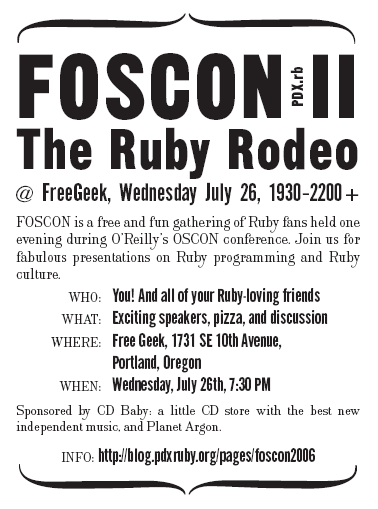 FOSCON PDX.rb II
The Ruby Rodeo
@ FreeGeek, Wednesday July 26, 1930-2200+
FOSCON is a free and fun gathering of Ruby fans held one
evening during O'Reilly's OSCON conference. Join us for
fabulous presentations on Ruby programming and Ruby
culture.
WHO: You! And all of your Ruby-loving friends
WHAT: Exciting speakers, pizza, and discussion
WHERE: Free Geek, 1731 SE 10th Avenue,
Portland, Oregon
WHEN: Wednesday, July 26th, 7:30 PM
Sponsored by CD Baby: a little CD store with the best new
independent music, and Planet Argon.
INFO: http://blog.pdxruby.org/pages/foscon2006